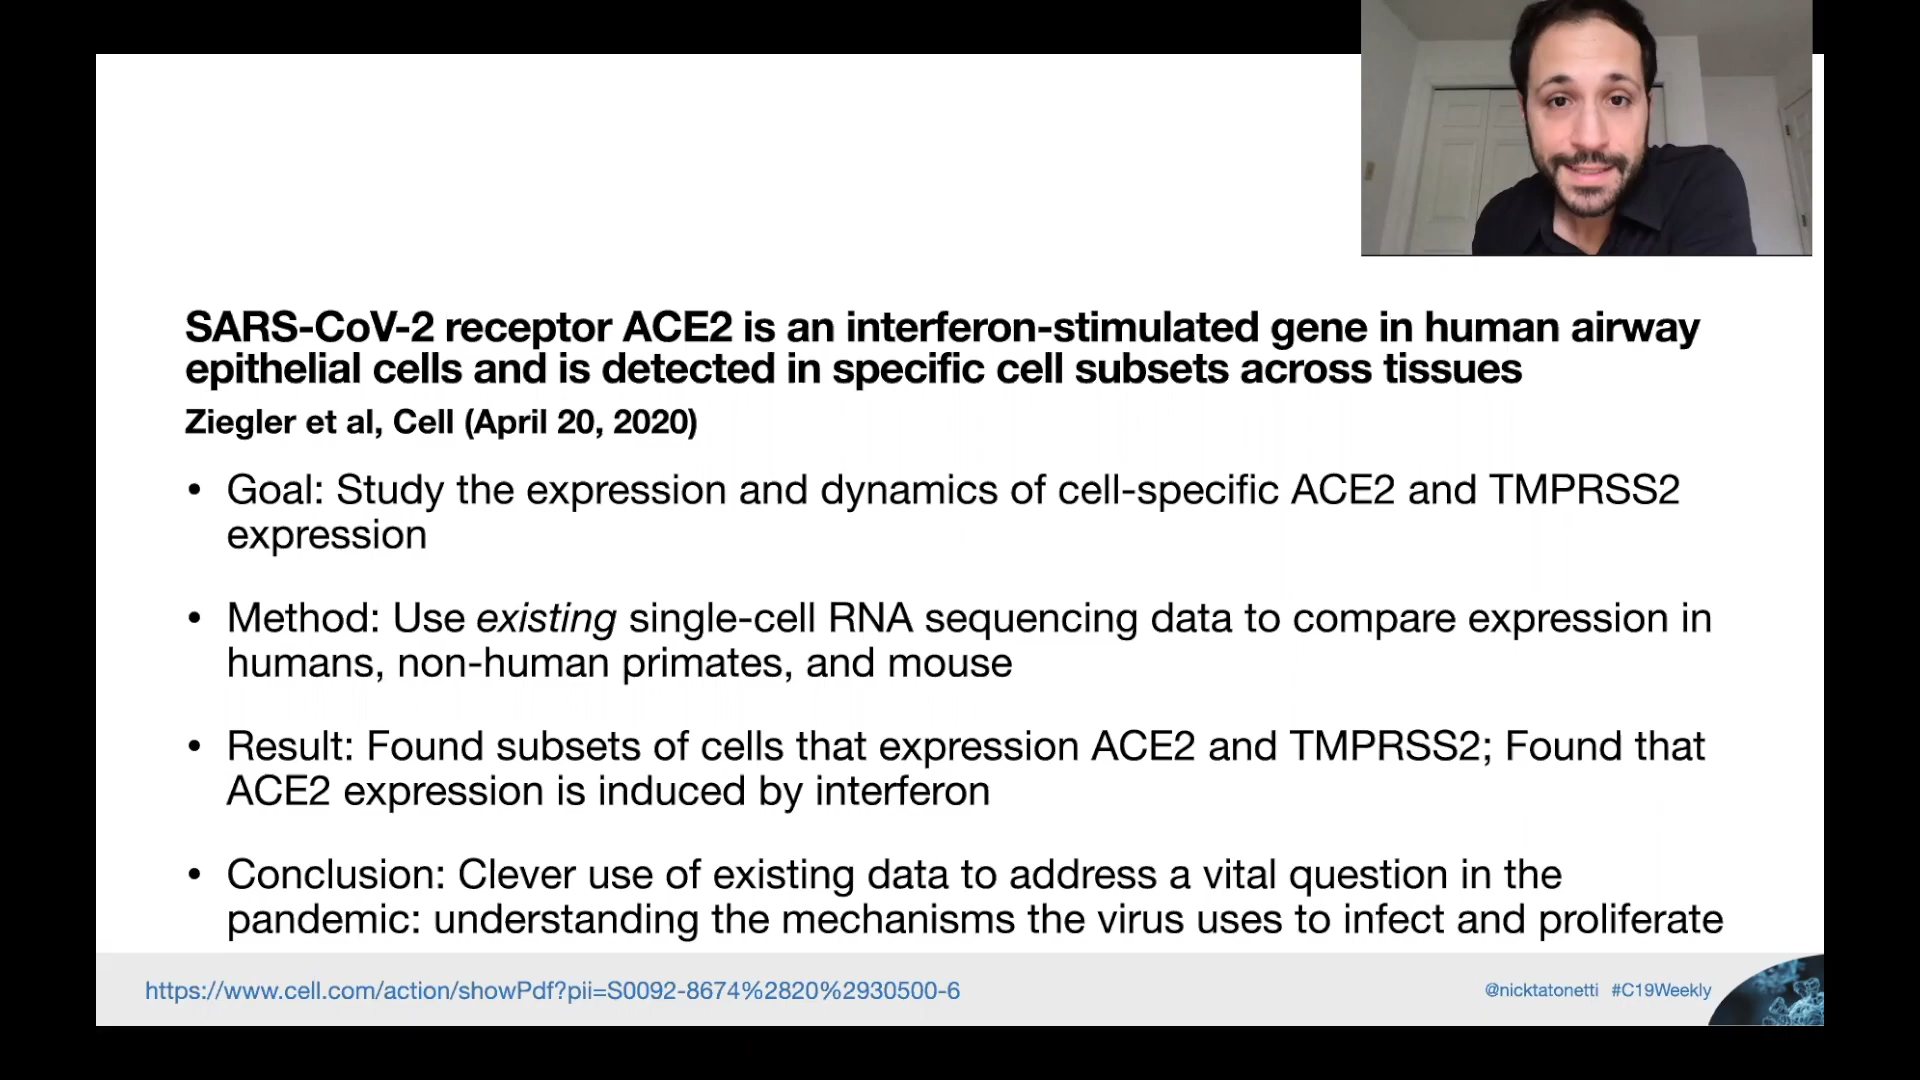 SARS-CoV-2 receptor ACE2 is an interferon-stimulated gene in human airway
epithelial cells and is detected in specific cell subsets across tissues
Ziegler et al, Cell (April 20, 2020)
• Goal: Study the expression and dynamics of cell-specific ACE2 and TMPRSS2
expression
• Method: Use existing single-cell RNA sequencing data to compare expression in
humans, non-human primates, and mouse
• Result: Found subsets of cells that expression ACE2 and TMPRSS2; Found that
ACE2 expression is induced by interferon
• Conclusion: Clever use of existing data to address a vital question in the
pandemic: understanding the mechanisms the virus uses to infect and proliferate
https://www.cell.com/action/showPdf?pii=S0092-8674%2820%2930500-6
@nicktatonetti #C19Weekly